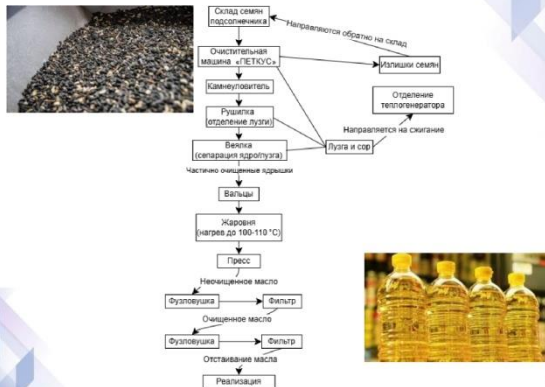 Склад семян
подсолнечника
Направляются обратно на склад
Очистительная
машина «ПЕТКУС»
Излишки семян
Камнеуловитель
Отделение
теплогенератора
Рушилка
(отделение лузги)
Направляется на сжигание
Веялка
(сепарация ядро/лузга)
Лузга и сор
Частично очищенные ядрышки
Вальцы
Жаровня
(нагрев до 100-110 °С)
Пресс
Неочищенное масло
Фузловушка
Фильтр
Очищенное масло
Фузловушка
Фильтр
Отстаивание масла
Реализация